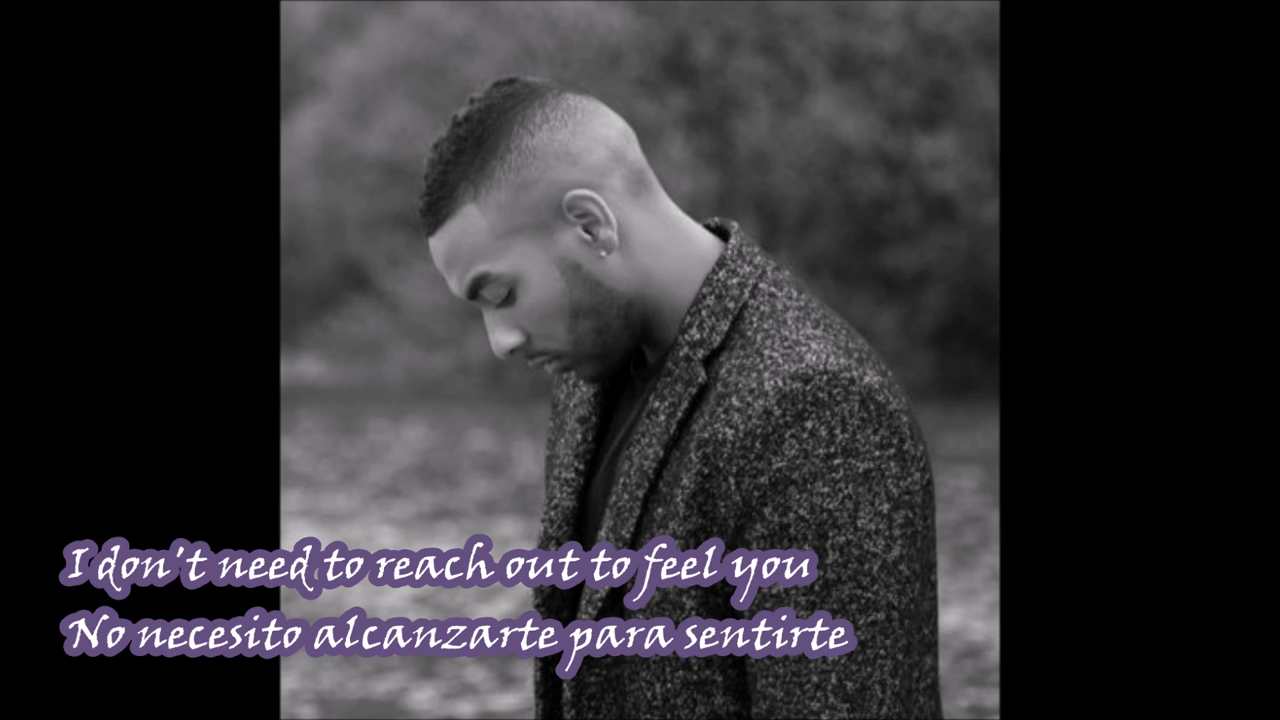 I don't need to reach out to feel you
No necesito alcanzarte para sentirte